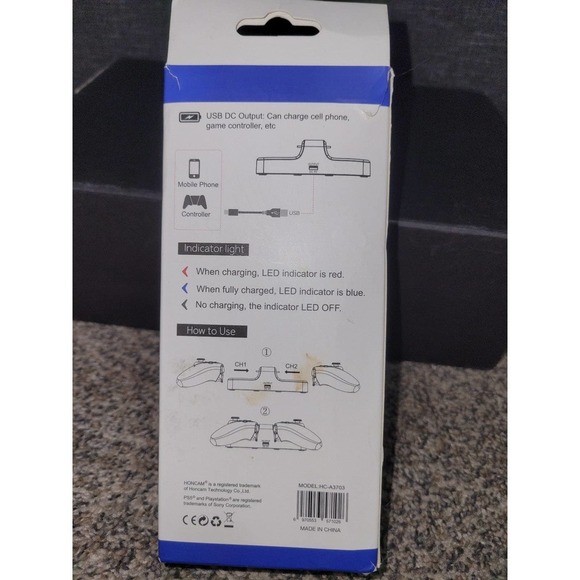 USB DC Output: Can charge cell phone,
game controller, etc
Mobile Phone
Controller
USB
Indicator light
When charging, LED indicator is red.
When fully charged, LED indicator is blue.
No charging, the indicator LED OFF.
How to Use
①
CH1
CH2
②
HONCAM® is a registered trademark
of Honcam Technology Co,.Ltd.
PS5® and Playstation® are registered
trademarks of Sony Corporation.
MODEL:HC-A3703
MADE IN CHINA